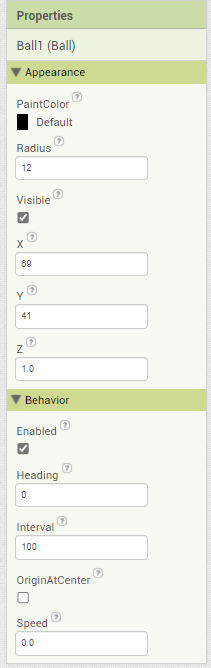 Properties
Ball1 (Ball)
Appearance
PaintColor ?
Default
Radius ?
12
Visible ?
X ?
69
Y ?
41
Z ?
1.0
Behavior
Enabled ?
Heading ?
0
Interval ?
100
OriginAtCenter ?
Speed ?
0.0